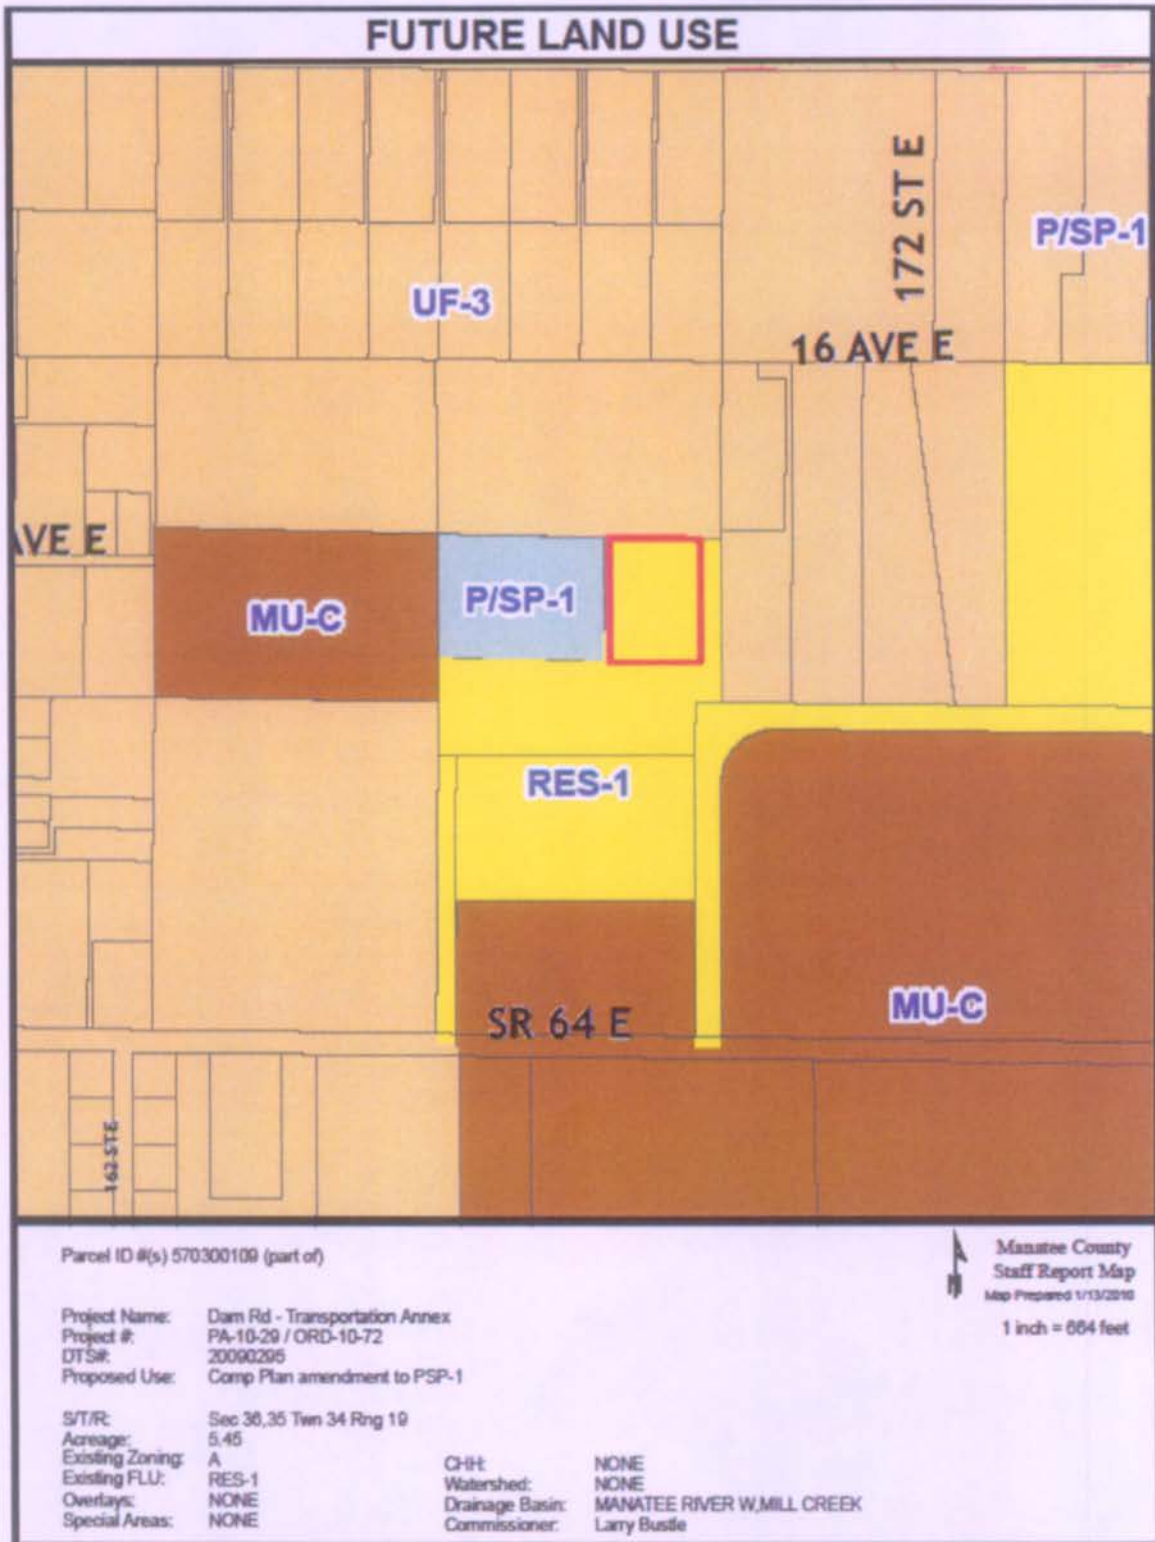 FUTURE LAND USE
172 ST E
P/SP-1
UF-3
16 AVE E
AVE E
MU-C
P/SP-1
RES-1
SR 64 E
MU-C
162 ST E
Parcel ID #(s) 570300109 (part of)
Manatee County
Staff Report Map
Map Prepared 1/13/2010
1 inch = 664 feet
N
Project Name: Dam Rd - Transportation Annex
Project #: PA-10-29 / ORD-10-72
DTS#: 20090295
Proposed Use: Comp Plan amendment to PSP-1
S/T/R: Sec 36,35 Twn 34 Rng 19
Acreage: 5.45
Existing Zoning: A
Existing FLU: RES-1
Overlays: NONE
Special Areas: NONE
CHH: NONE
Watershed: NONE
Drainage Basin: MANATEE RIVER W,MILL CREEK
Commissioner: Larry Bustle